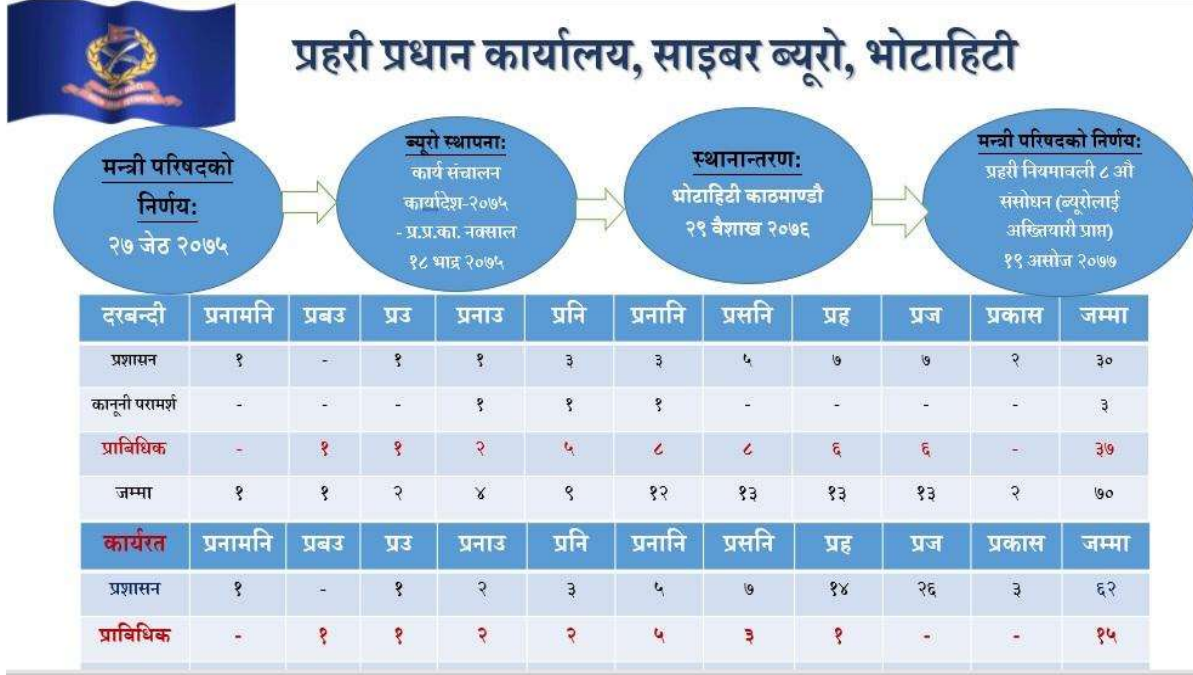 प्रहरी प्रधान कार्यालय, साइबर ब्यूरो, भोटाहिटी
मन्त्री परिषदको
निर्णय:
२७ जेठ २०७५
ब्यूरो स्थापना:
कार्य संचालन
कार्यादेश-२०७५
- प्र.प्र.का. नक्साल
१८ भाद्र २०७५
स्थानान्तरण:
भोटाहिटी काठमाण्डौ
२९ वैशाख २०७६
मन्त्री परिषदको निर्णय:
प्रहरी नियमावली ८ औ
संसोधन (ब्यूरोलाई
अख्तियारी प्राप्त)
१९ असोज २०७७
दरबन्दी प्रनामनि प्रबउ प्रउ प्रनाउ प्रनि प्रनानि प्रसनि प्रह प्रज प्रकास जम्मा
प्रशासन १ - १ १ ३ ३ ५ ७ ७ २ ३०
कानूनी परामर्श - - - १ १ १ - - - - ३
प्राबिधिक - १ १ २ ५ ८ ८ ६ ६ - ३७
जम्मा १ १ २ ४ ९ १२ १३ १३ १३ २ ७०
कार्यरत प्रनामनि प्रबउ प्रउ प्रनाउ प्रनि प्रनानि प्रसनि प्रह प्रज प्रकास जम्मा
प्रशासन १ - १ २ ३ ५ ७ १४ २६ ३ ६२
प्राबिधिक - १ १ २ २ ५ ३ १ - - १५